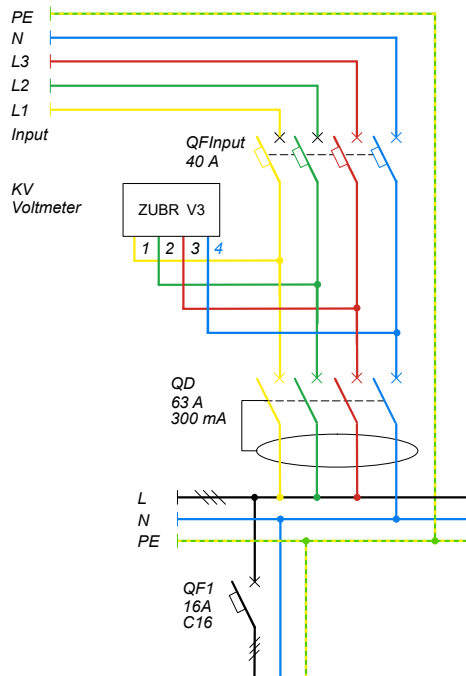 PE
N
L3
L2
L1
Input
QFInput
40 A
KV
Voltmeter
ZUBR V3
1 2 3 4
QD
63 A
300 mA
L
N
PE
QF1
16A
C16